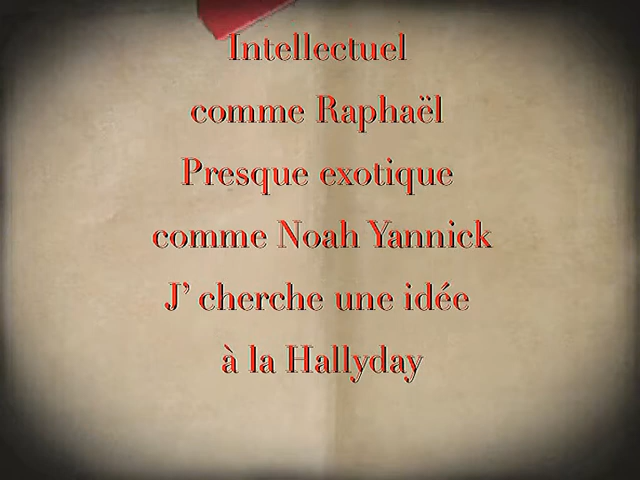 Intellectuel
comme Raphaël
Presque exotique
comme Noah Yannick
J’ cherche une idée
à la Hallyday